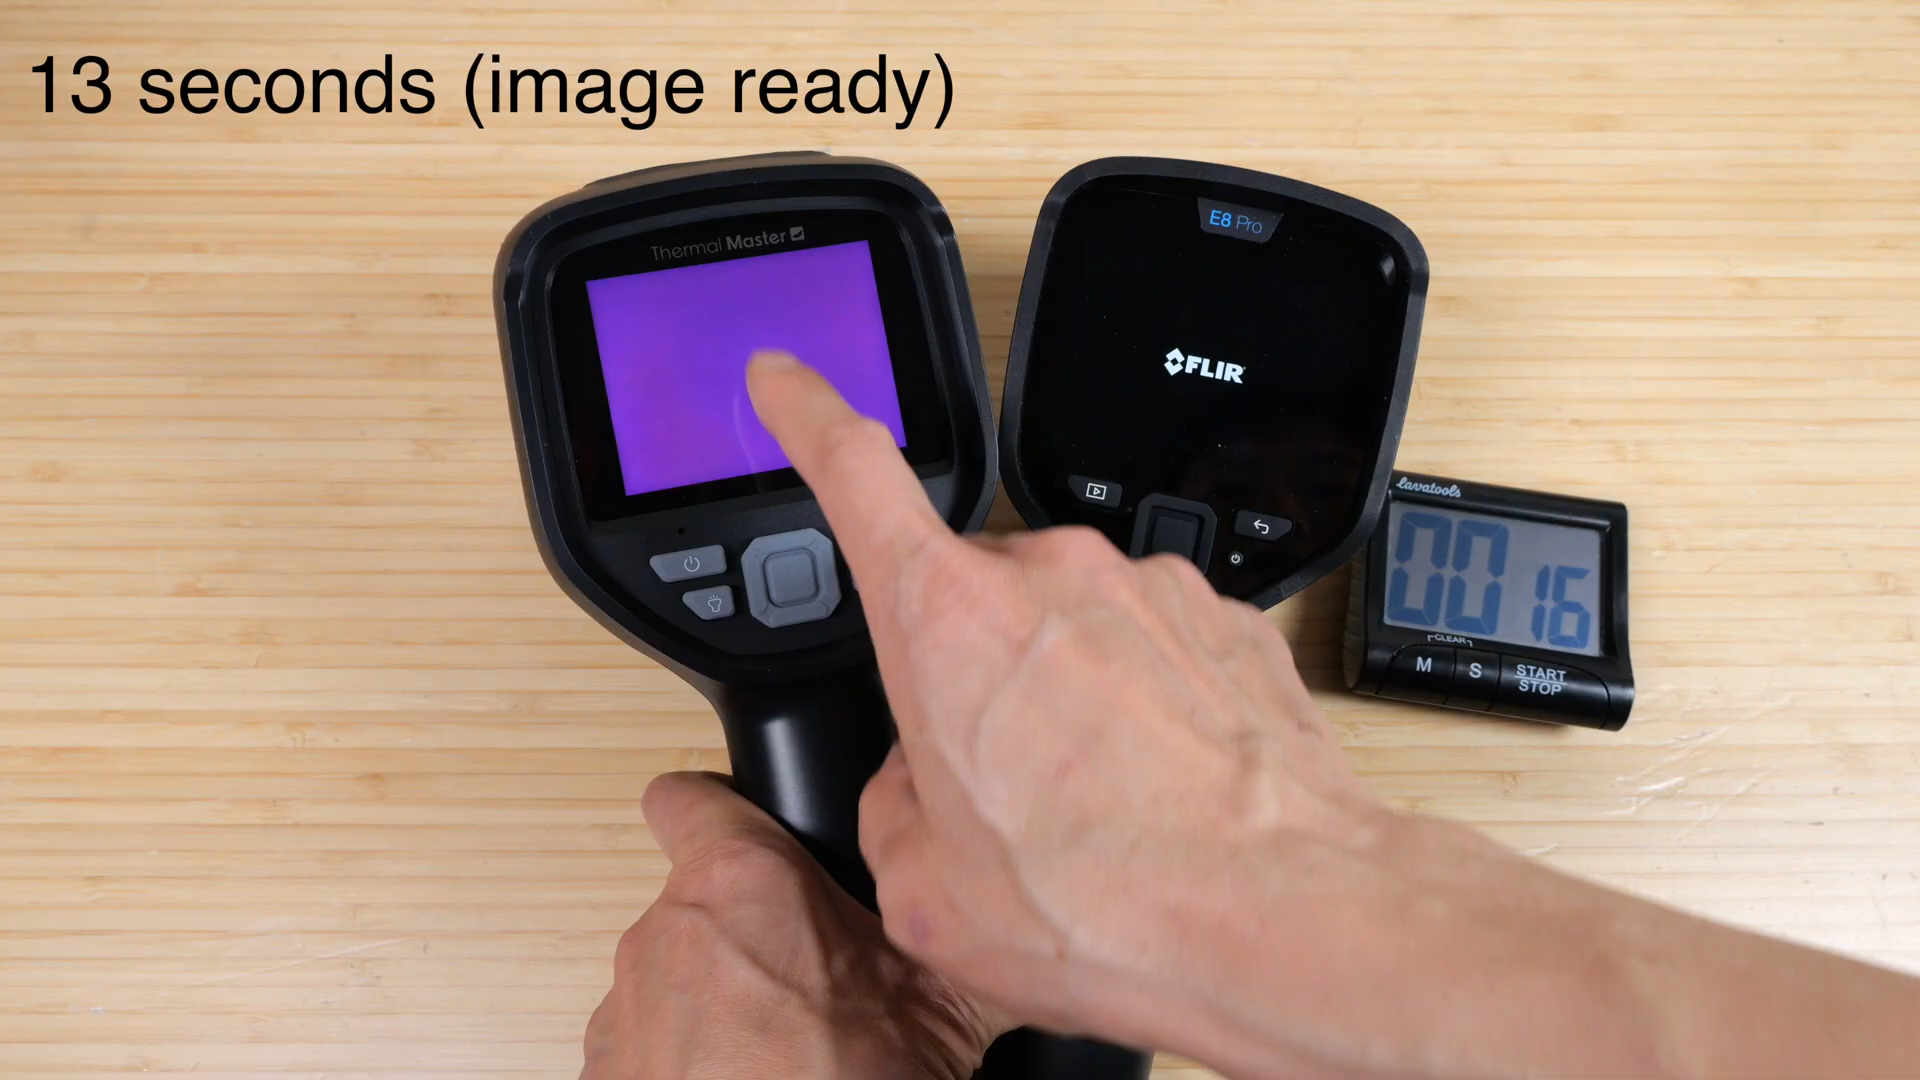 13 seconds (image ready)
Thermal Master
E8 Pro
FLIR
lavatools
00 16
CLEAR
M S START STOP